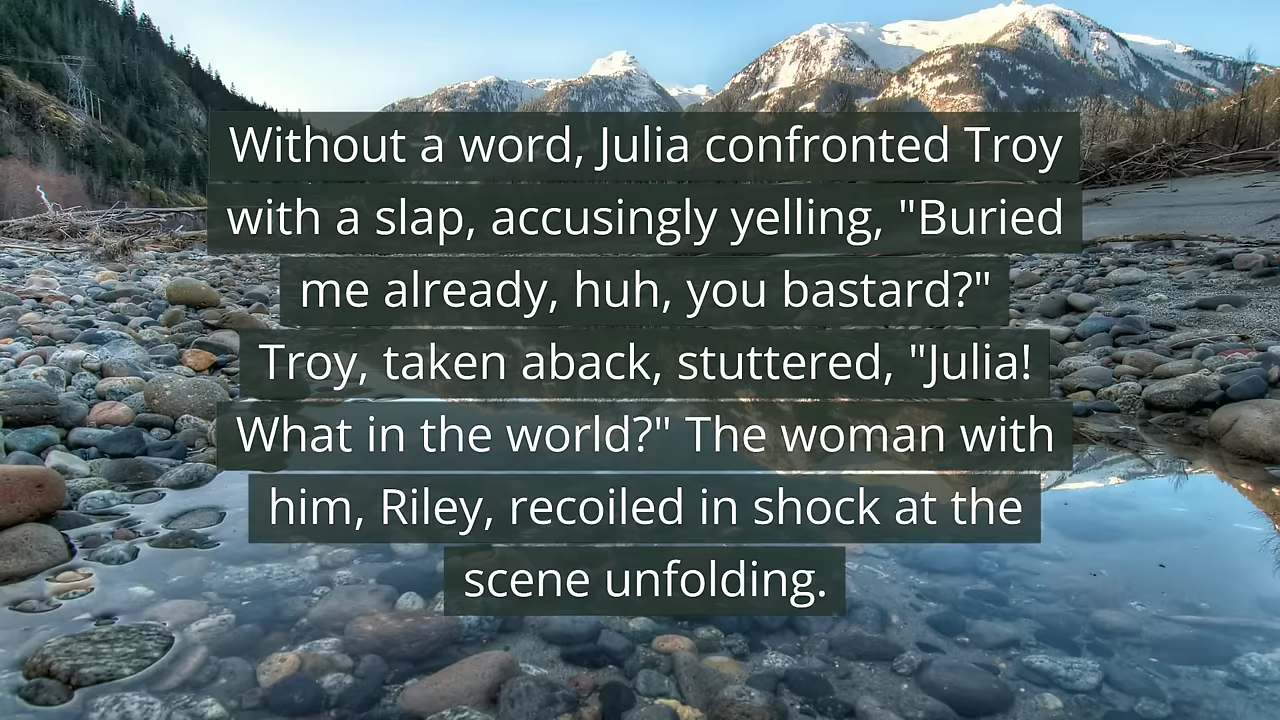 Without a word, Julia confronted Troy
with a slap, accusingly yelling, "Buried
me already, huh, you bastard?"
Troy, taken aback, stuttered, "Julia!
What in the world?" The woman with
him, Riley, recoiled in shock at the
scene unfolding.